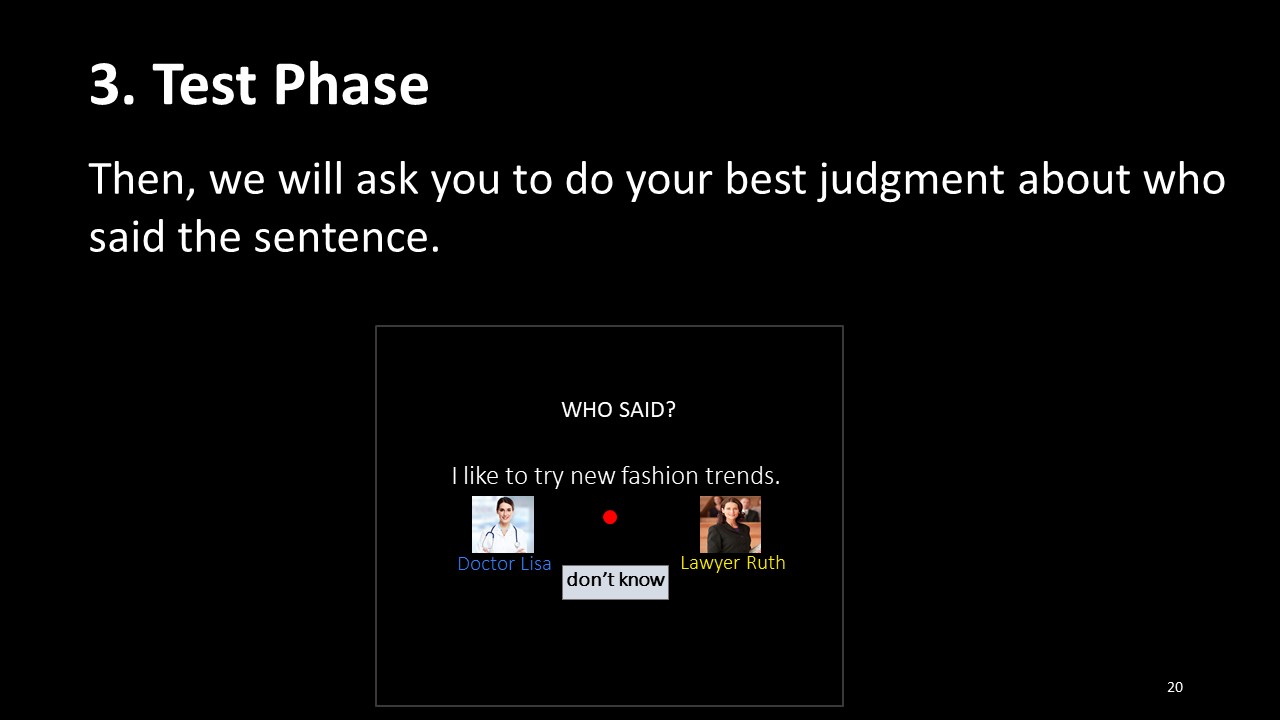 3. Test Phase
Then, we will ask you to do your best judgment about who
said the sentence.
WHO SAID?
I like to try new fashion trends.
Doctor Lisa
Lawyer Ruth
don’t know
20